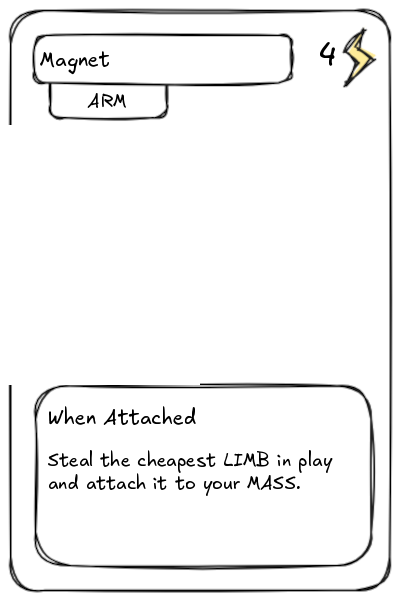 Magnet
4
ARM
When Attached
Steal the cheapest LIMB in play
and attach it to your MASS.